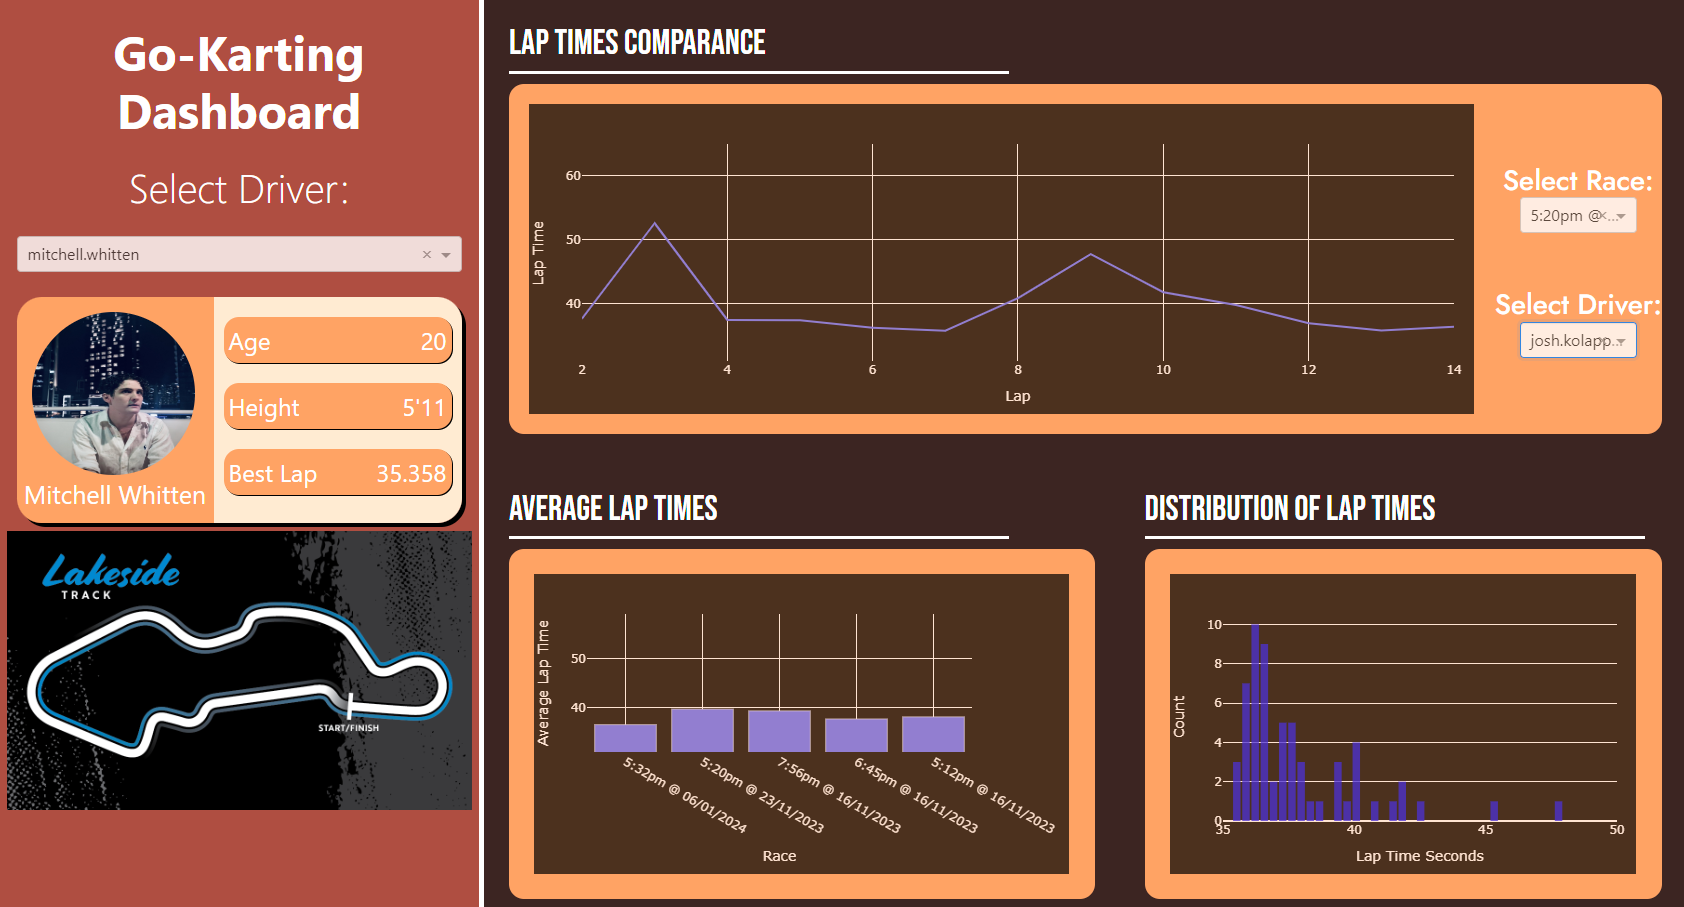 Go-Karting
Dashboard
Select Driver:
mitchell.whitten
Mitchell Whitten
Age 20
Height 5'11
Best Lap 35.358
Lakeside
TRACK
START/FINISH
LAP TIMES COMPARANCE
Lap Time
60
50
40
2 4 6 8 10 12 14
Lap
Select Race:
5:20pm @...
Select Driver:
josh.kolapp...
AVERAGE LAP TIMES
Average Lap Time
50
40
5:32pm @ 06/01/2024
5:20pm @ 23/11/2023
7:56pm @ 16/11/2023
6:45pm @ 16/11/2023
5:12pm @ 16/11/2023
Race
DISTRIBUTION OF LAP TIMES
Count
10
8
6
4
2
0
35 40 45 50
Lap Time Seconds